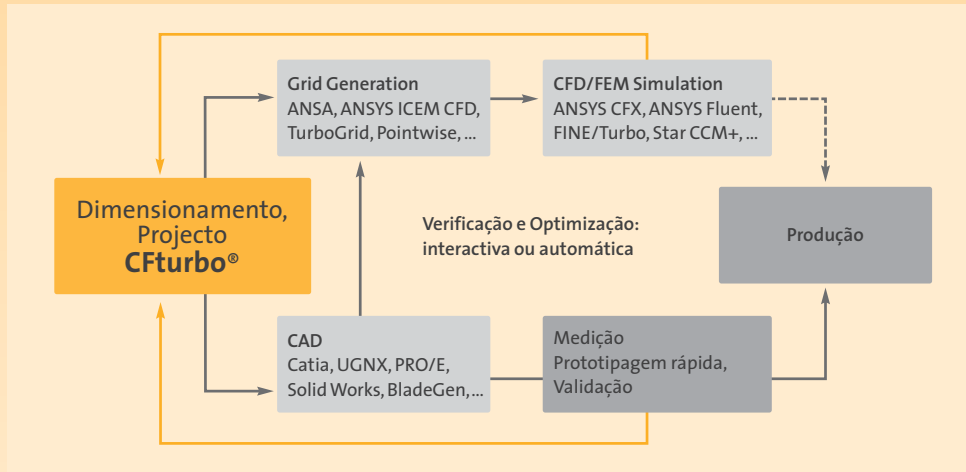 Grid Generation
ANSA, ANSYS ICEM CFD,
TurboGrid, Pointwise, ...
CFD/FEM Simulation
ANSYS CFX, ANSYS Fluent,
FINE/Turbo, Star CCM+, ...
Dimensionamento,
Projecto
CFturbo®
Verificação e Optimização:
interactiva ou automática
Produção
CAD
Catia, UGNX, PRO/E,
Solid Works, BladeGen,...
Medição
Prototipagem rápida,
Validação